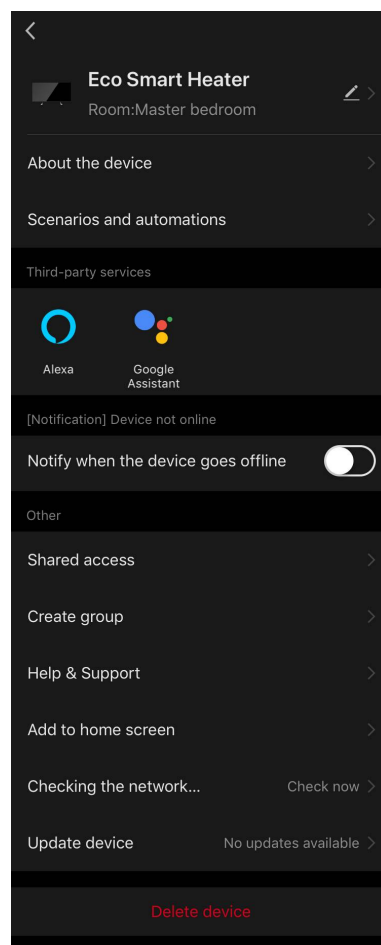 Eco Smart Heater
Room:Master bedroom
About the device
Scenarios and automations
Third-party services
Alexa
Google
Assistant
[Notification] Device not online
Notify when the device goes offline
Other
Shared access
Create group
Help & Support
Add to home screen
Checking the network... Check now
Update device No updates available
Delete device